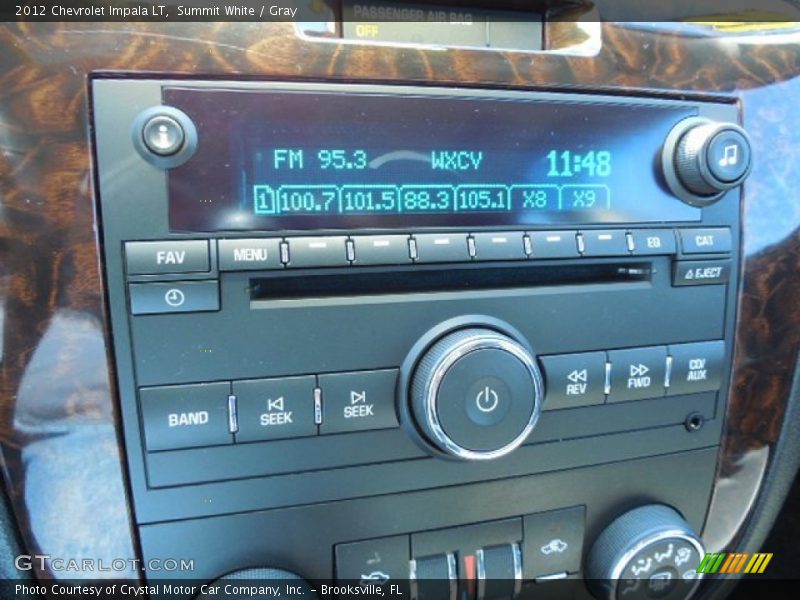 2012 Chevrolet Impala LT,  Summit White / Gray
PASSENGER AIR BAG
OFF
i
FM 95.3 WXCV 11:48
1 100.7 101.5 88.3 105.1 X8 X9
FAV MENU EQ CAT
EJECT
BAND SEEK SEEK REV FWD CD/AUX
GTCARLOT.COM
Photo Courtesy of Crystal Motor Car Company, Inc. - Brooksville, FL